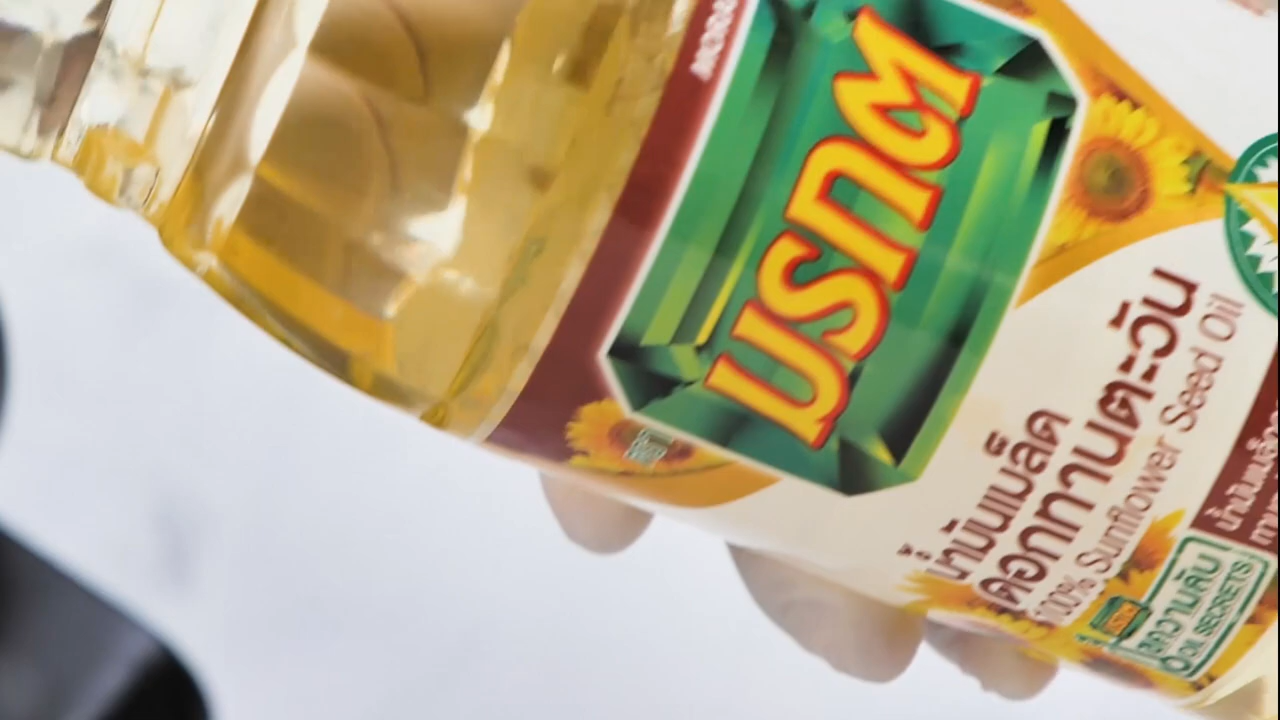 มรกต
น้ำมันเมล็ด
ดอกทานตะวัน
100% Sunflower Seed Oil
7 ความลับ
OIL SECRETS